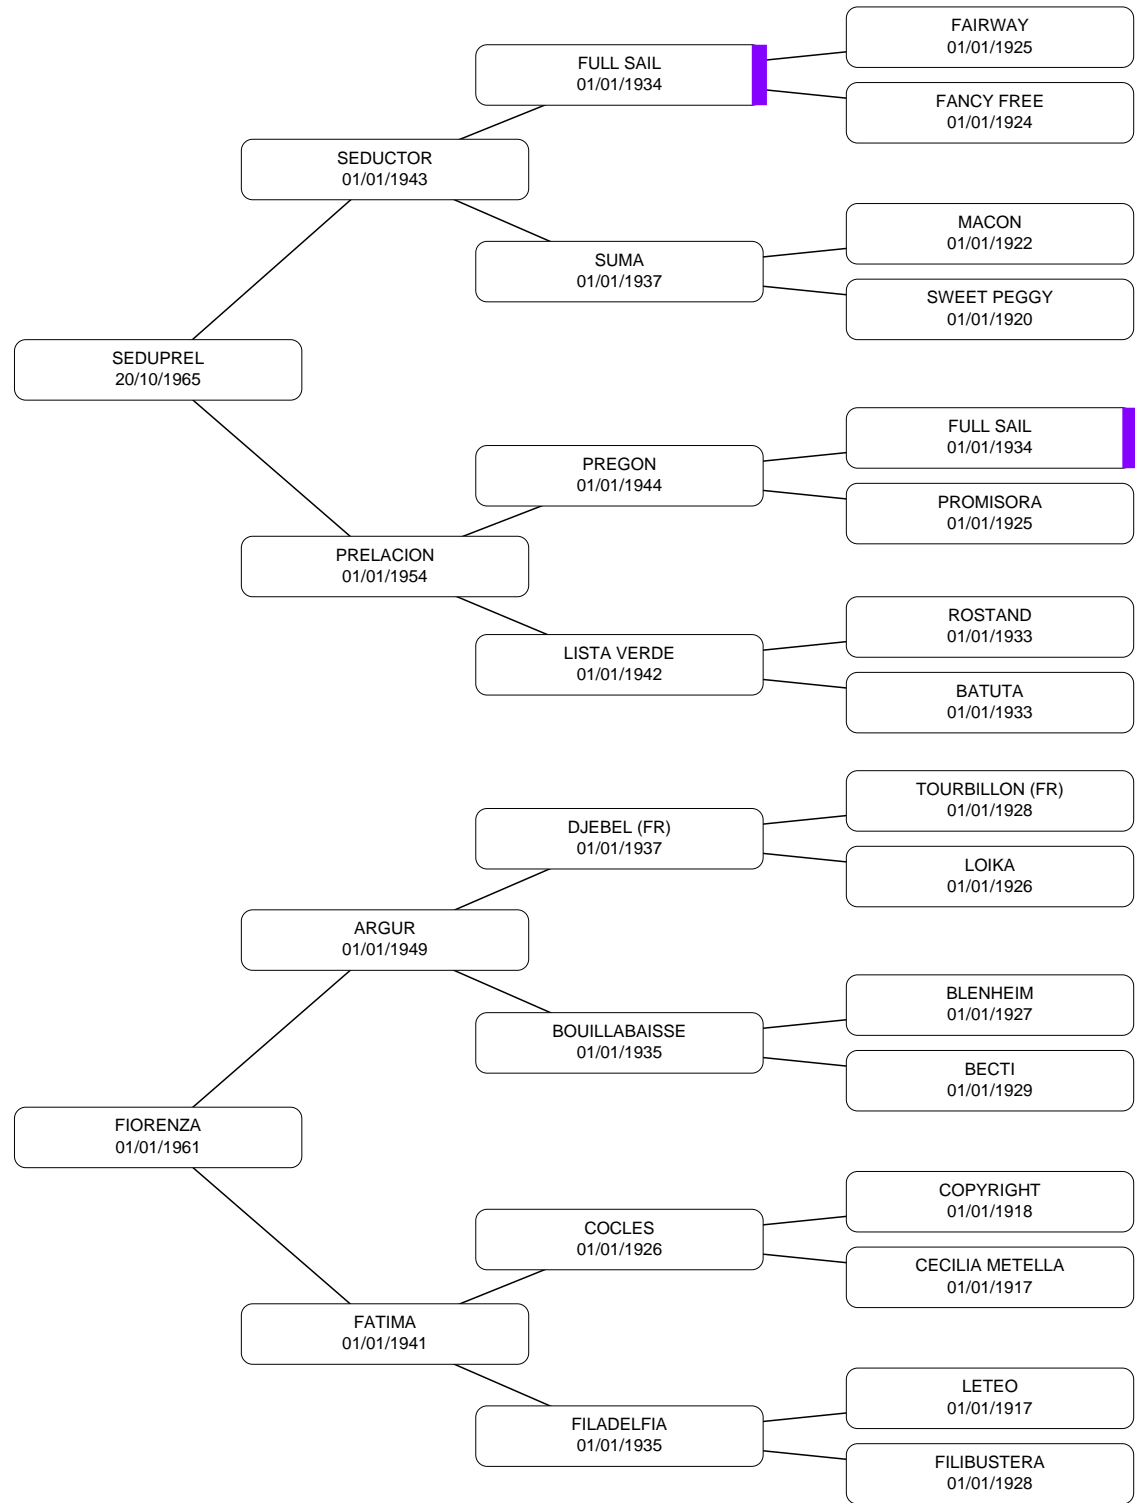 FAIRWAY
01/01/1925
FULL SAIL
01/01/1934
FANCY FREE
01/01/1924
SEDUCTOR
01/01/1943
MACON
01/01/1922
SUMA
01/01/1937
SWEET PEGGY
01/01/1920
SEDUPREL
20/10/1965
FULL SAIL
01/01/1934
PREGON
01/01/1944
PROMISORA
01/01/1925
PRELACION
01/01/1954
ROSTAND
01/01/1933
LISTA VERDE
01/01/1942
BATUTA
01/01/1933
TOURBILLON (FR)
01/01/1928
DJEBEL (FR)
01/01/1937
LOIKA
01/01/1926
ARGUR
01/01/1949
BLENHEIM
01/01/1927
BOUILLABAISSE
01/01/1935
BECTI
01/01/1929
FIORENZA
01/01/1961
COPYRIGHT
01/01/1918
COCLES
01/01/1926
CECILIA METELLA
01/01/1917
FATIMA
01/01/1941
LETEO
01/01/1917
FILADELFIA
01/01/1935
FILIBUSTERA
01/01/1928